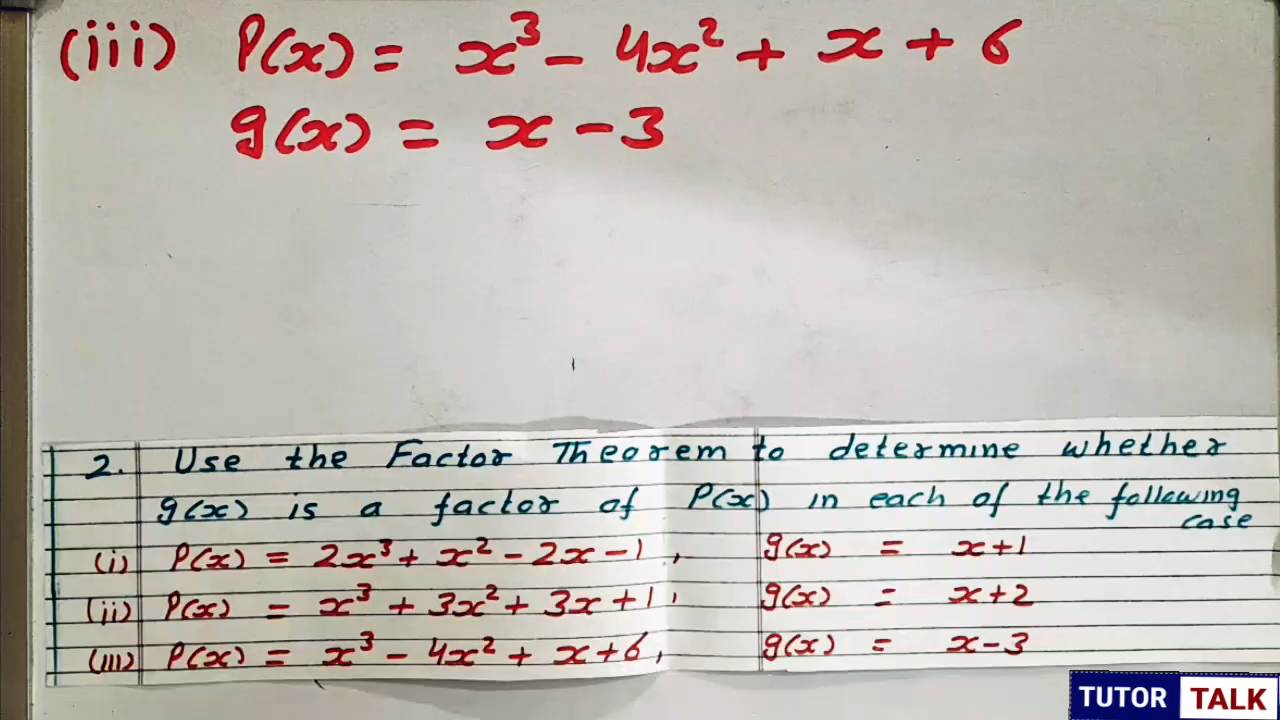 (iii) P(x) = x³ - 4x² + x + 6
g(x) = x - 3
2. Use the Factor Theorem to determine whether
g(x) is a factor of P(x) in each of the following
case
(i) P(x) = 2x³ + x² - 2x - 1, g(x) = x+1
(ii) P(x) = x³ + 3x² + 3x + 1, g(x) = x+2
(iii) P(x) = x³ - 4x² + x + 6, g(x) = x-3
TUTOR TALK